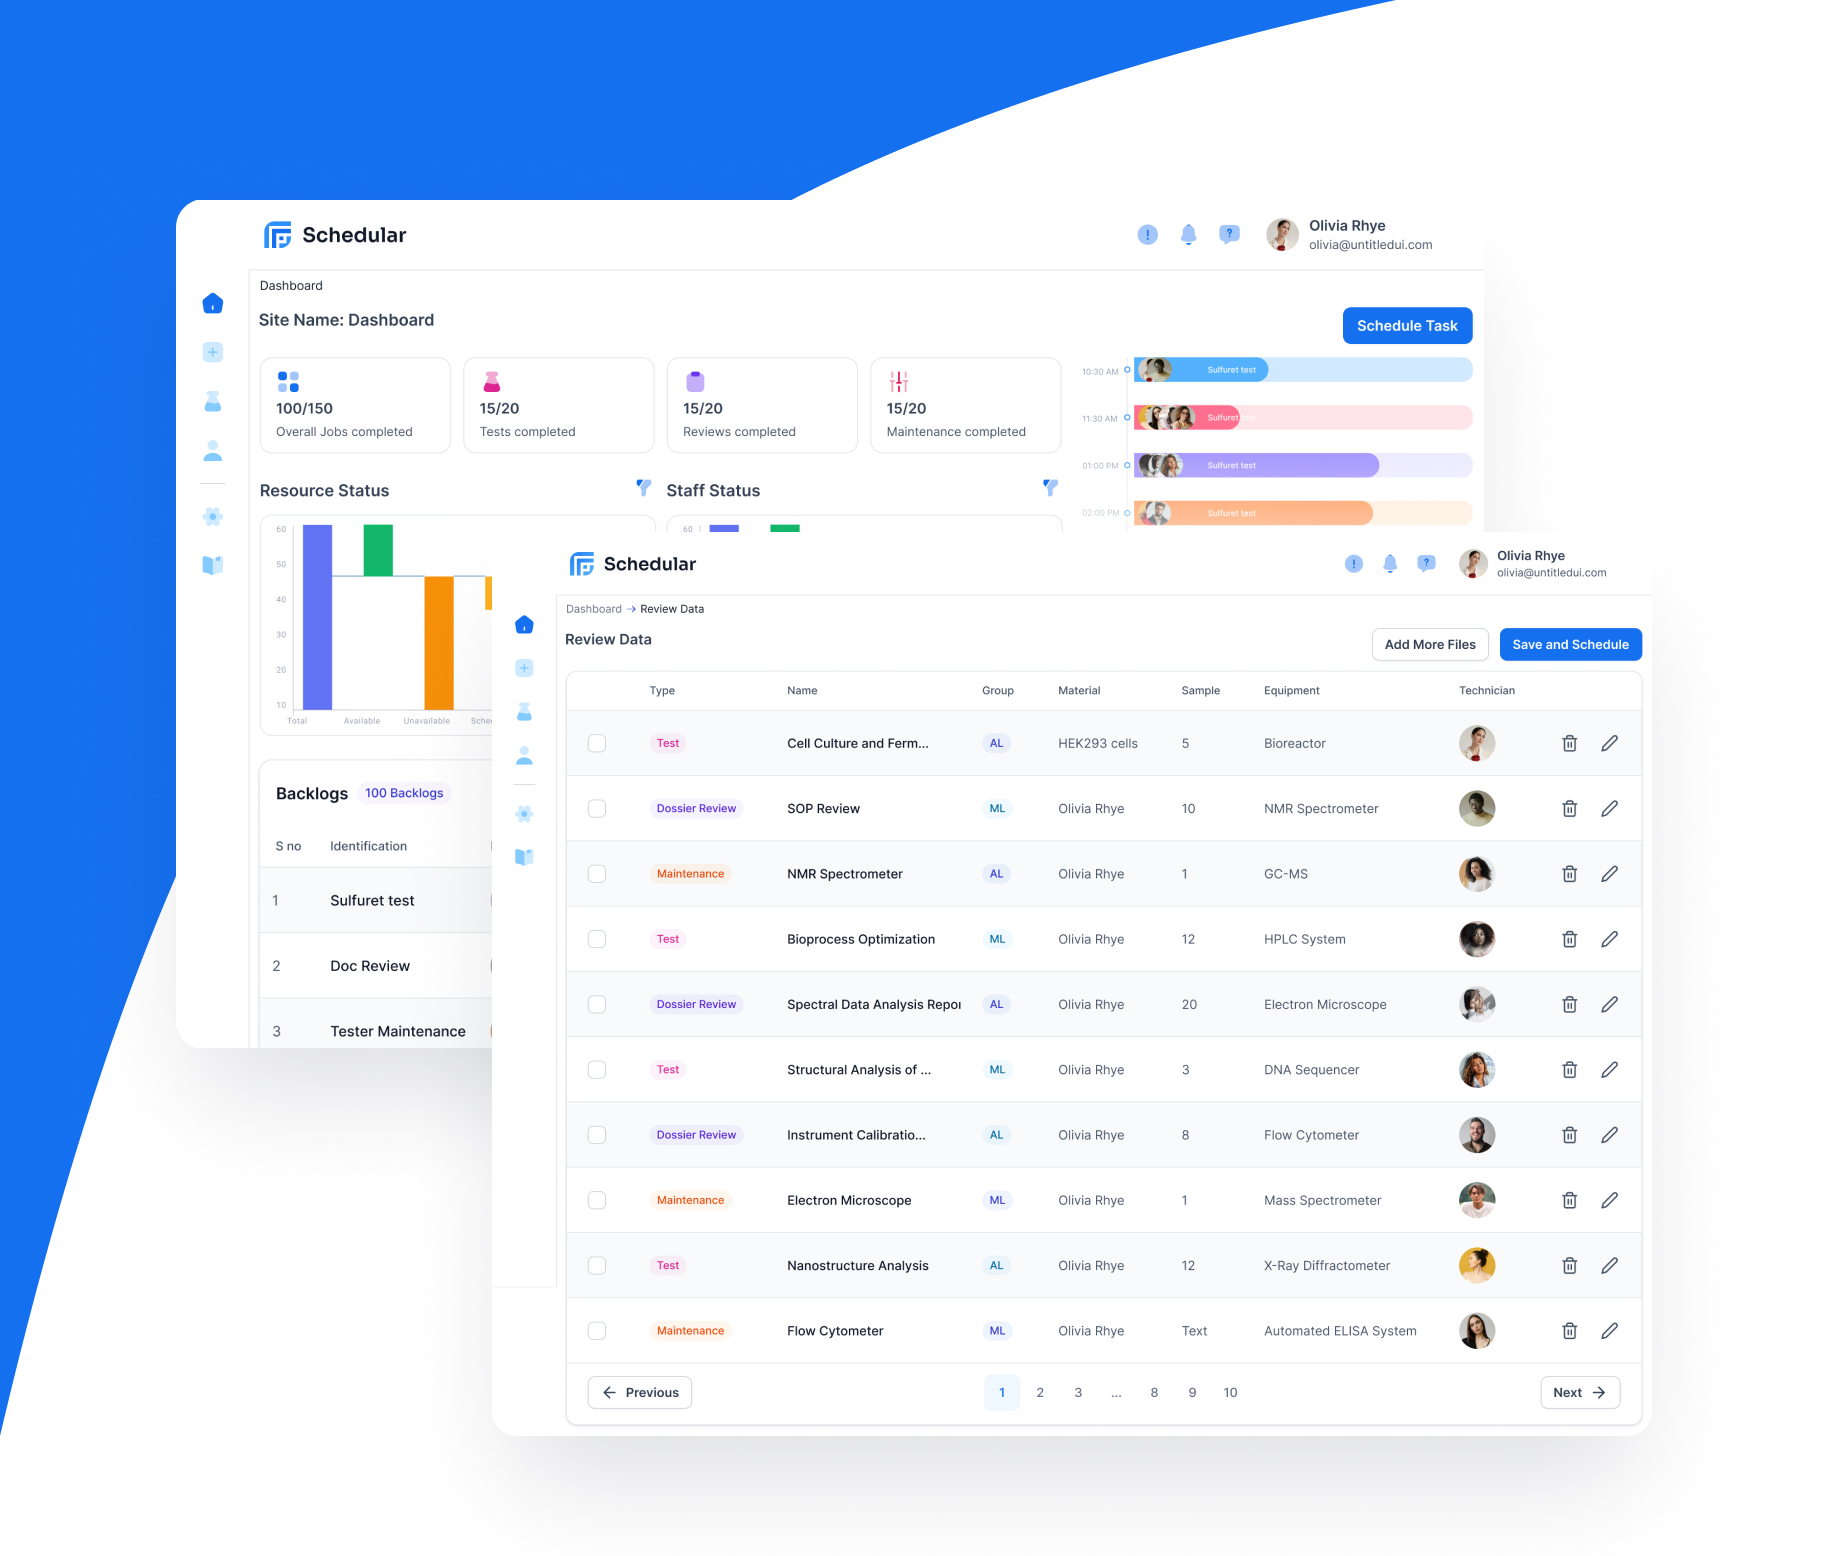 Schedular
Olivia Rhye
olivia@untitledui.com
Dashboard
Site Name: Dashboard
Schedule Task
100/150
Overall Jobs completed
15/20
Tests completed
15/20
Reviews completed
15/20
Maintenance completed
10:30 AM
Sulfuret test
11:30 AM
Sulfuret test
01:00 PM
Sulfuret test
02:00 PM
Sulfuret test
Resource Status
Staff Status
60
50
40
30
20
10
Total
Available
Unavailable
Sche
60
Backlogs
100 Backlogs
S no
Identification
1
Sulfuret test
2
Doc Review
3
Tester Maintenance
Schedular
Olivia Rhye
olivia@untitledui.com
Dashboard → Review Data
Review Data
Add More Files
Save and Schedule
Type Name Group Material Sample Equipment Technician
Test Cell Culture and Ferm... AL HEK293 cells 5 Bioreactor
Dossier Review SOP Review ML Olivia Rhye 10 NMR Spectrometer
Maintenance NMR Spectrometer AL Olivia Rhye 1 GC-MS
Test Bioprocess Optimization ML Olivia Rhye 12 HPLC System
Dossier Review Spectral Data Analysis Repor AL Olivia Rhye 20 Electron Microscope
Test Structural Analysis of ... ML Olivia Rhye 3 DNA Sequencer
Dossier Review Instrument Calibratio... AL Olivia Rhye 8 Flow Cytometer
Maintenance Electron Microscope ML Olivia Rhye 1 Mass Spectrometer
Test Nanostructure Analysis AL Olivia Rhye 12 X-Ray Diffractometer
Maintenance Flow Cytometer ML Olivia Rhye Text Automated ELISA System
← Previous 1 2 3 ... 8 9 10 Next →